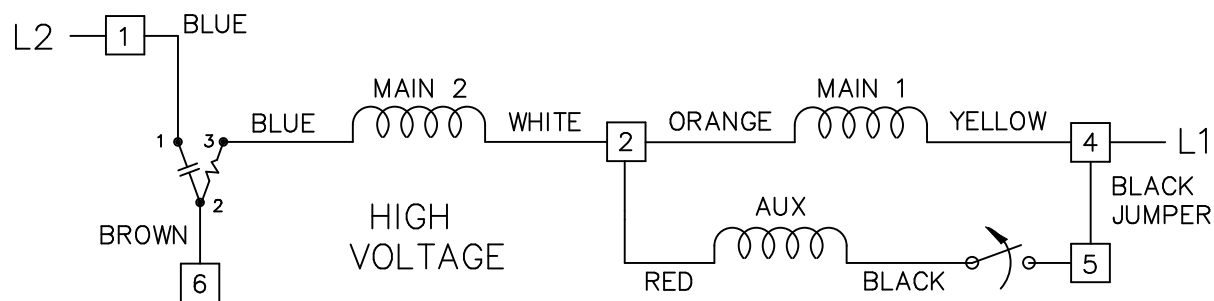 BLUE
L2
1
MAIN 2
MAIN 1
BLUE
WHITE
ORANGE
YELLOW
1
3
2
4
L1
2
BLACK
JUMPER
HIGH
VOLTAGE
AUX
BROWN
6
RED
BLACK
5